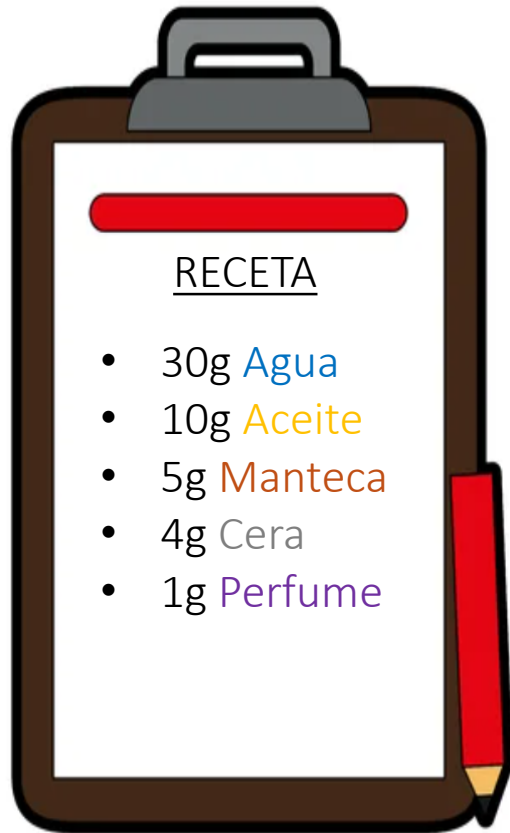 RECETA
• 30g Agua
• 10g Aceite
• 5g Manteca
• 4g Cera
• 1g Perfume